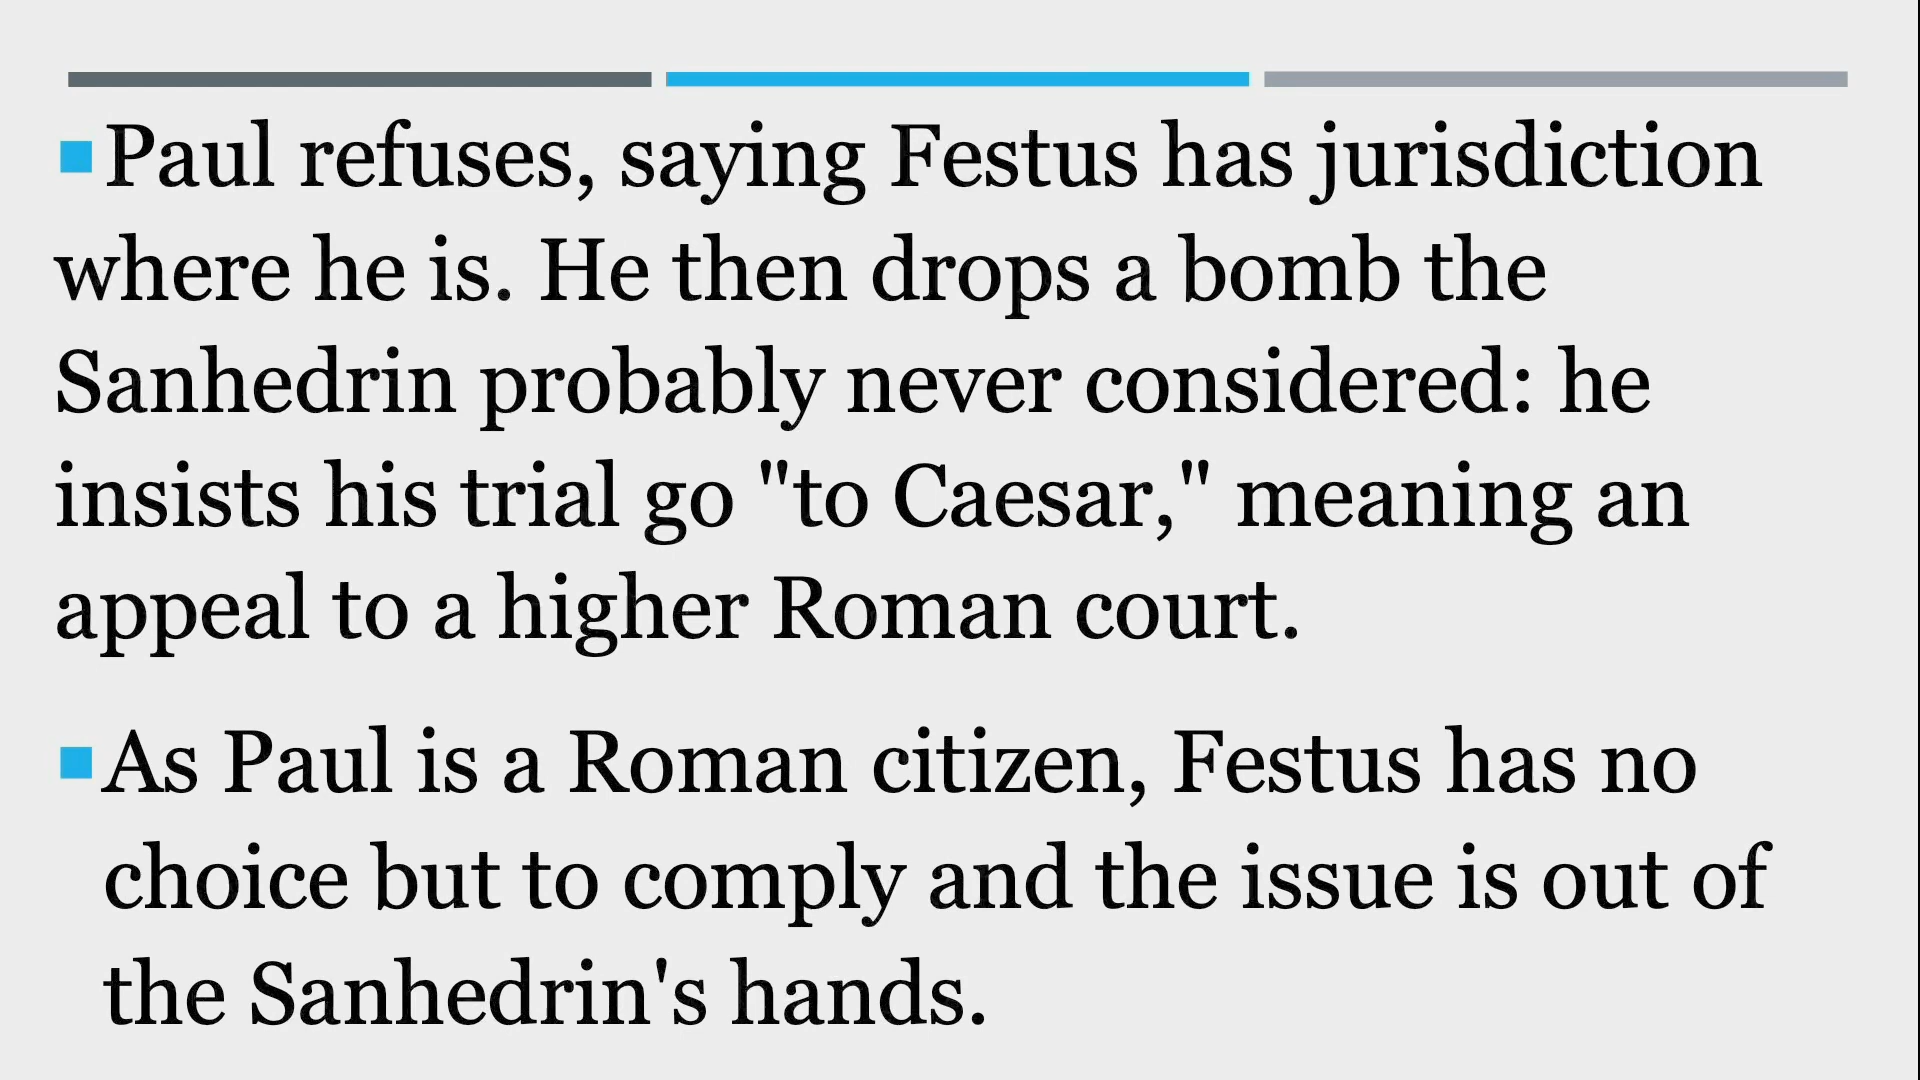 Paul refuses, saying Festus has jurisdiction
where he is. He then drops a bomb the
Sanhedrin probably never considered: he
insists his trial go "to Caesar," meaning an
appeal to a higher Roman court.
As Paul is a Roman citizen, Festus has no
choice but to comply and the issue is out of
the Sanhedrin's hands.